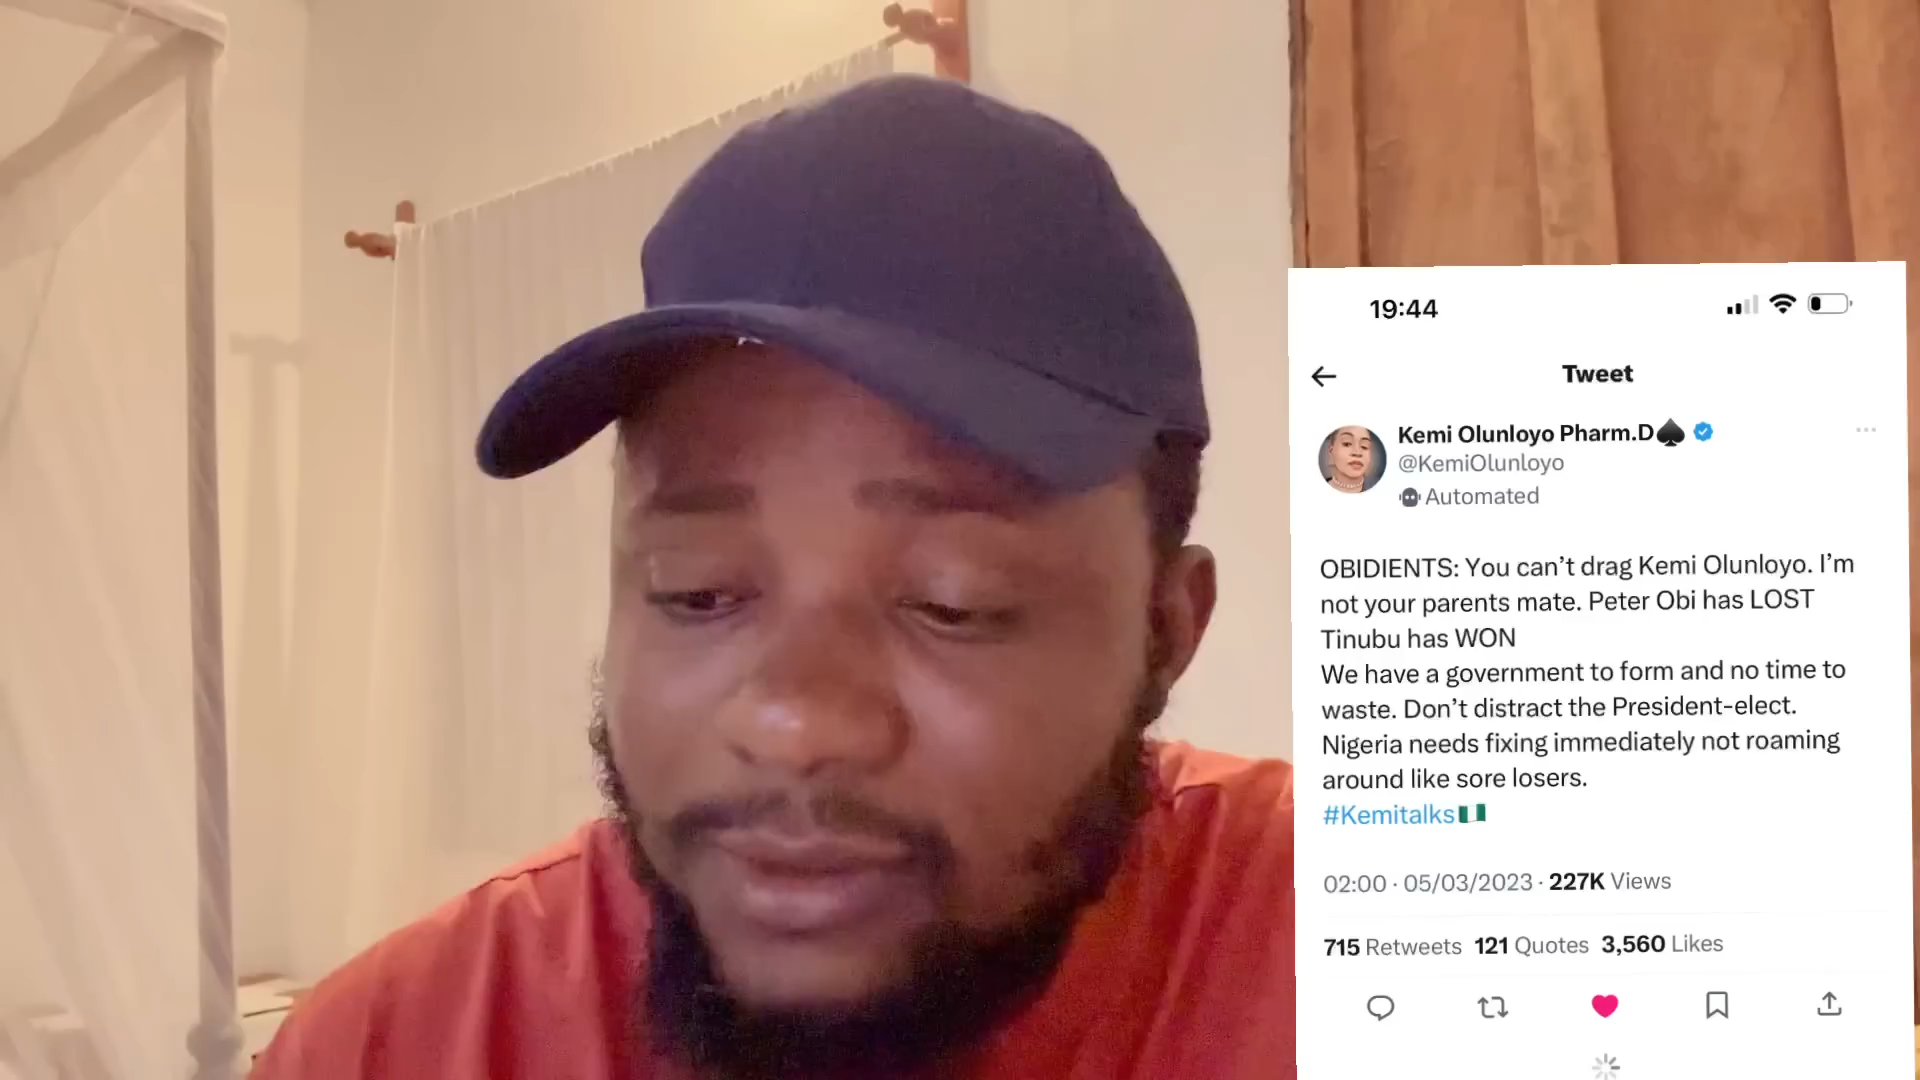 19:44
Tweet
Kemi Olunloyo Pharm.D♠
@KemiOlunloyo
Automated
OBIDIENTS: You can't drag Kemi Olunloyo. I'm
not your parents mate. Peter Obi has LOST
Tinubu has WON
We have a government to form and no time to
waste. Don't distract the President-elect.
Nigeria needs fixing immediately not roaming
around like sore losers.
#Kemitalks🇳🇬
02:00 · 05/03/2023 · 227K Views
715 Retweets 121 Quotes 3,560 Likes